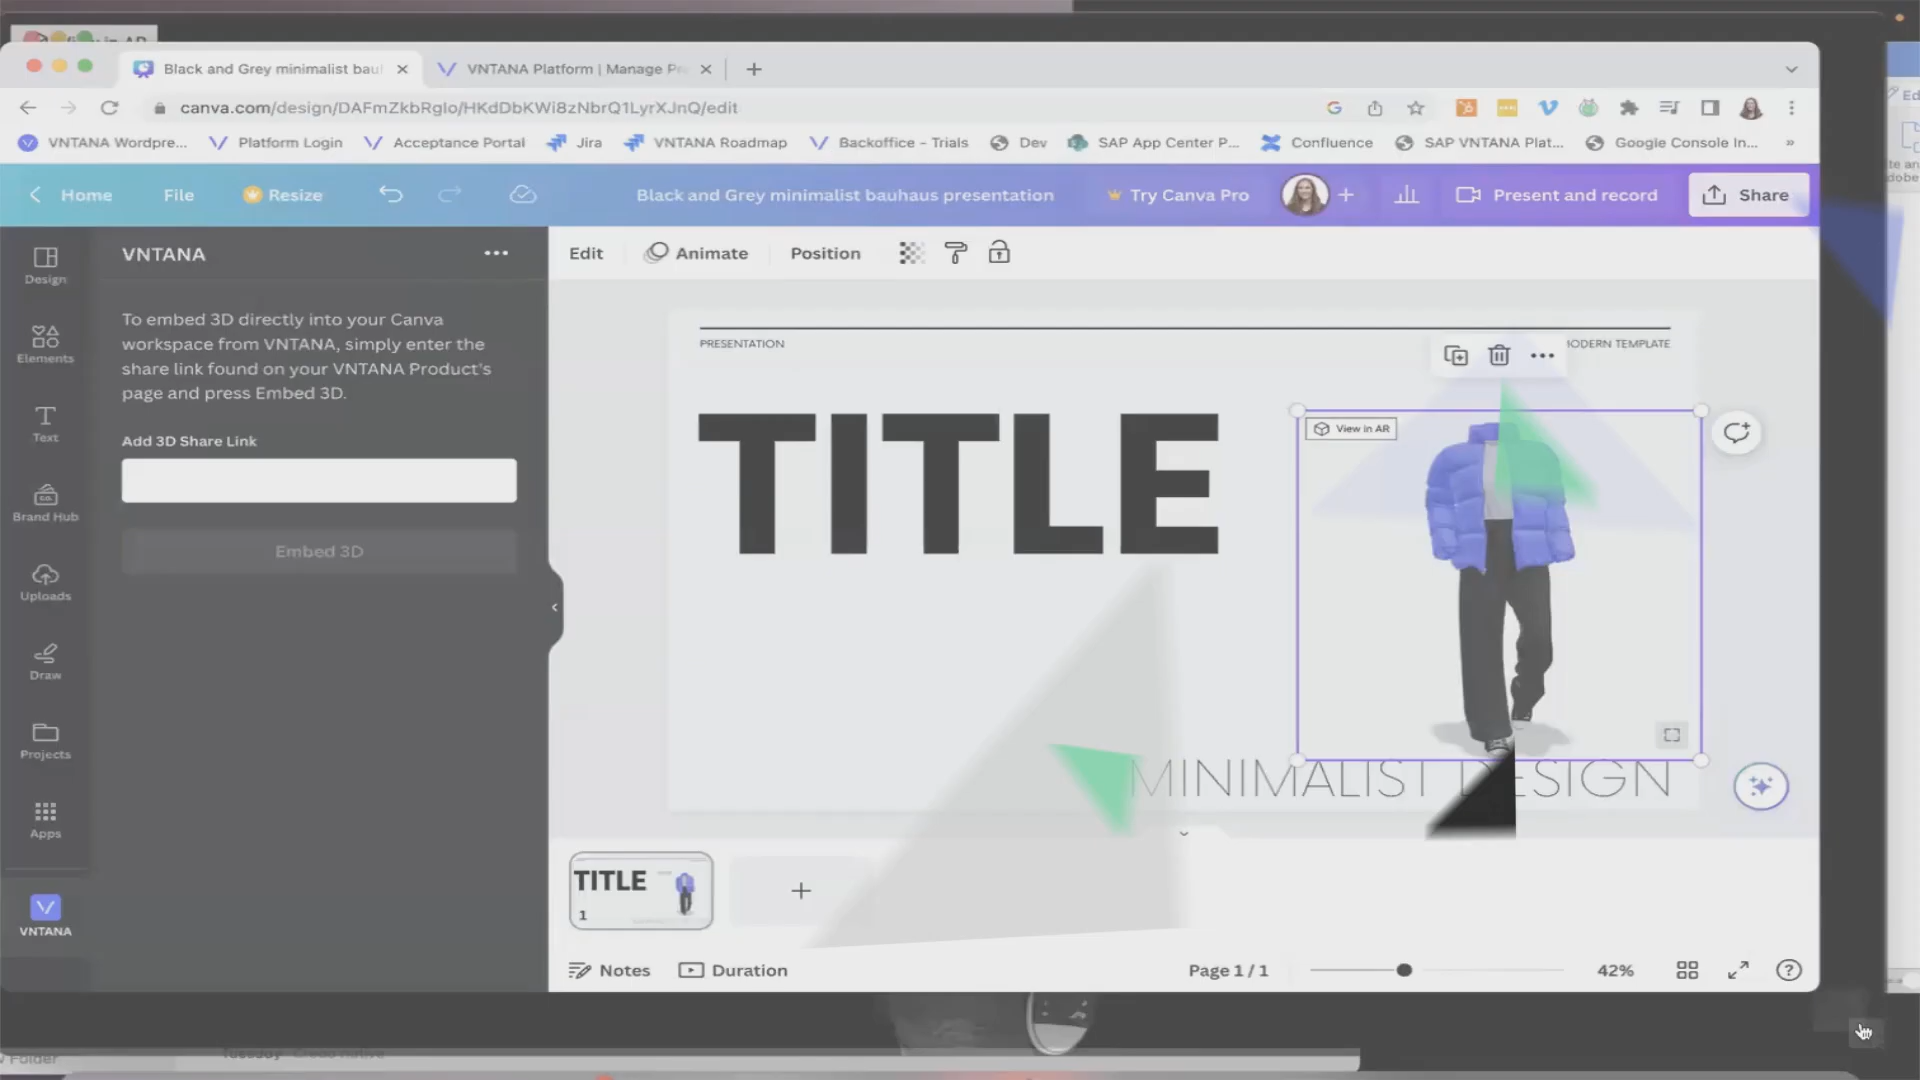 Black and Grey minimalist bau
VNTANA Platform | Manage Pr
canva.com/design/DAFmZkbRgIo/HKdDbKWi8zNbrQ1LyrXJnQ/edit
VNTANA Wordpre...
Platform Login
Acceptance Portal
Jira
VNTANA Roadmap
Backoffice - Trials
Dev
SAP App Center P...
Confluence
SAP VNTANA Plat...
Google Console In...
Home
File
Resize
Black and Grey minimalist bauhaus presentation
Try Canva Pro
Present and record
Share
Design
Elements
Text
Brand Hub
Uploads
Draw
Projects
Apps
VNTANA
VNTANA
To embed 3D directly into your Canva
workspace from VNTANA, simply enter the
share link found on your VNTANA Product's
page and press Embed 3D.
Add 3D Share Link
Embed 3D
Edit
Animate
Position
PRESENTATION
ODERN TEMPLATE
TITLE
View in AR
MINIMALIST DESIGN
TITLE
1
Notes
Duration
Page 1 / 1
42%
Folder